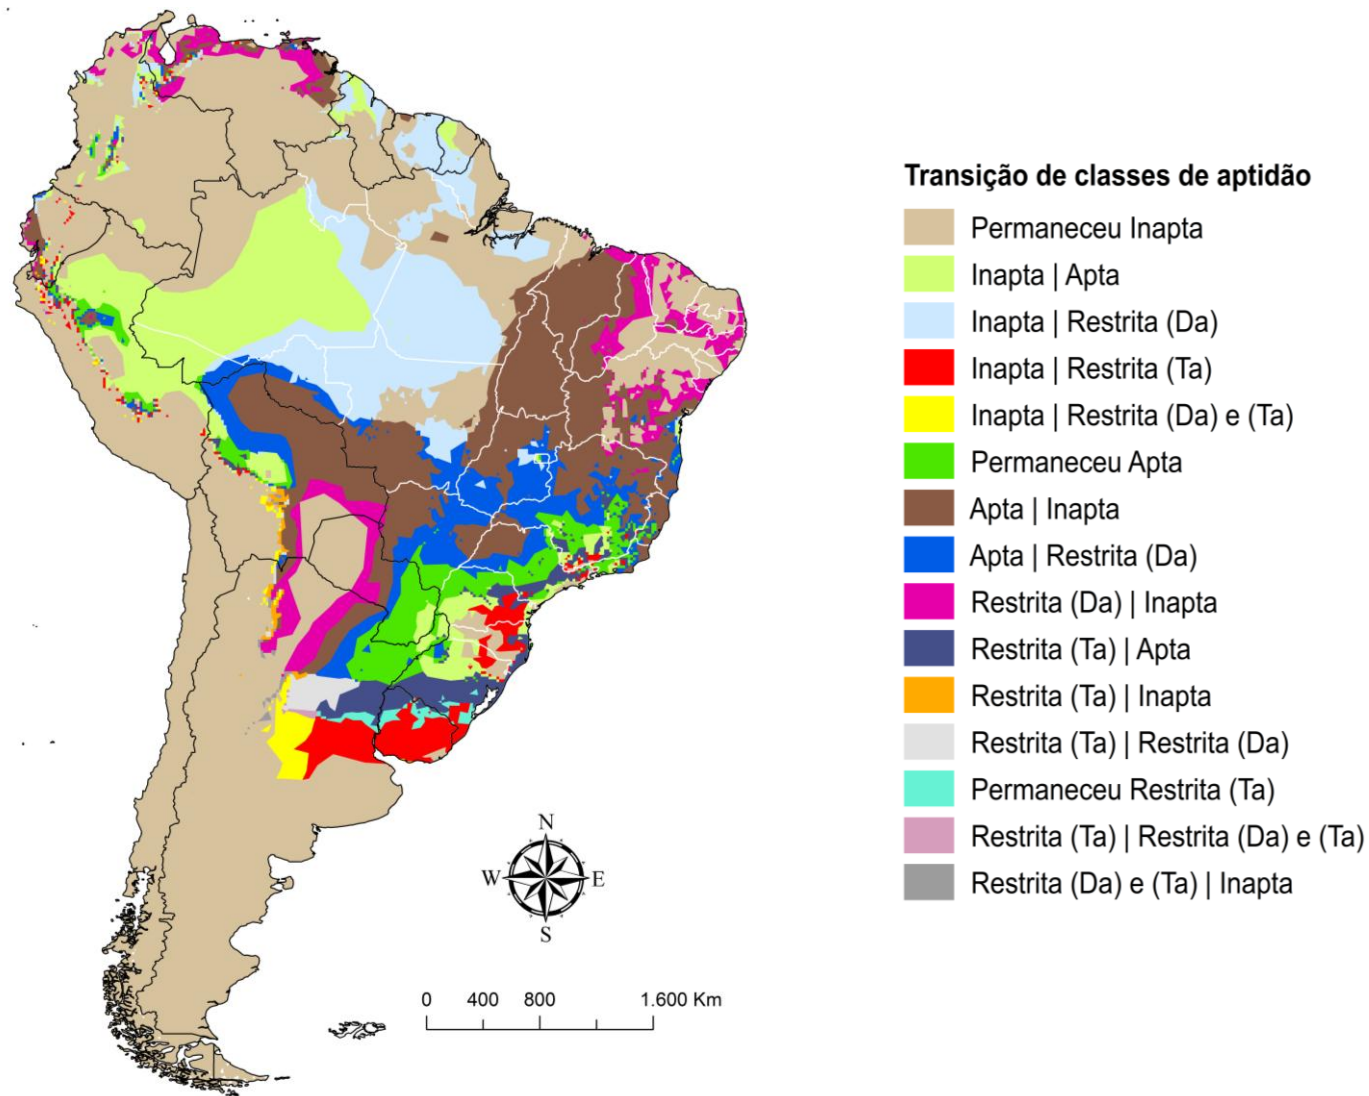 Transição de classes de aptidão
Permaneceu Inapta
Inapta | Apta
Inapta | Restrita (Da)
Inapta | Restrita (Ta)
Inapta | Restrita (Da) e (Ta)
Permaneceu Apta
Apta | Inapta
Apta | Restrita (Da)
Restrita (Da) | Inapta
Restrita (Ta) | Apta
Restrita (Ta) | Inapta
Restrita (Ta) | Restrita (Da)
Permaneceu Restrita (Ta)
Restrita (Ta) | Restrita (Da) e (Ta)
Restrita (Da) e (Ta) | Inapta
N
W E
S
0 400 800 1.600 Km